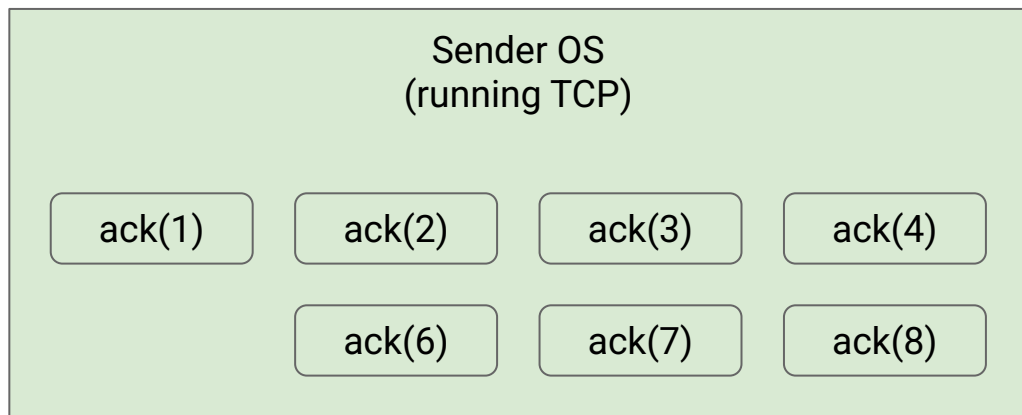 Sender OS
(running TCP)
ack(1) ack(2) ack(3) ack(4)
ack(6) ack(7) ack(8)